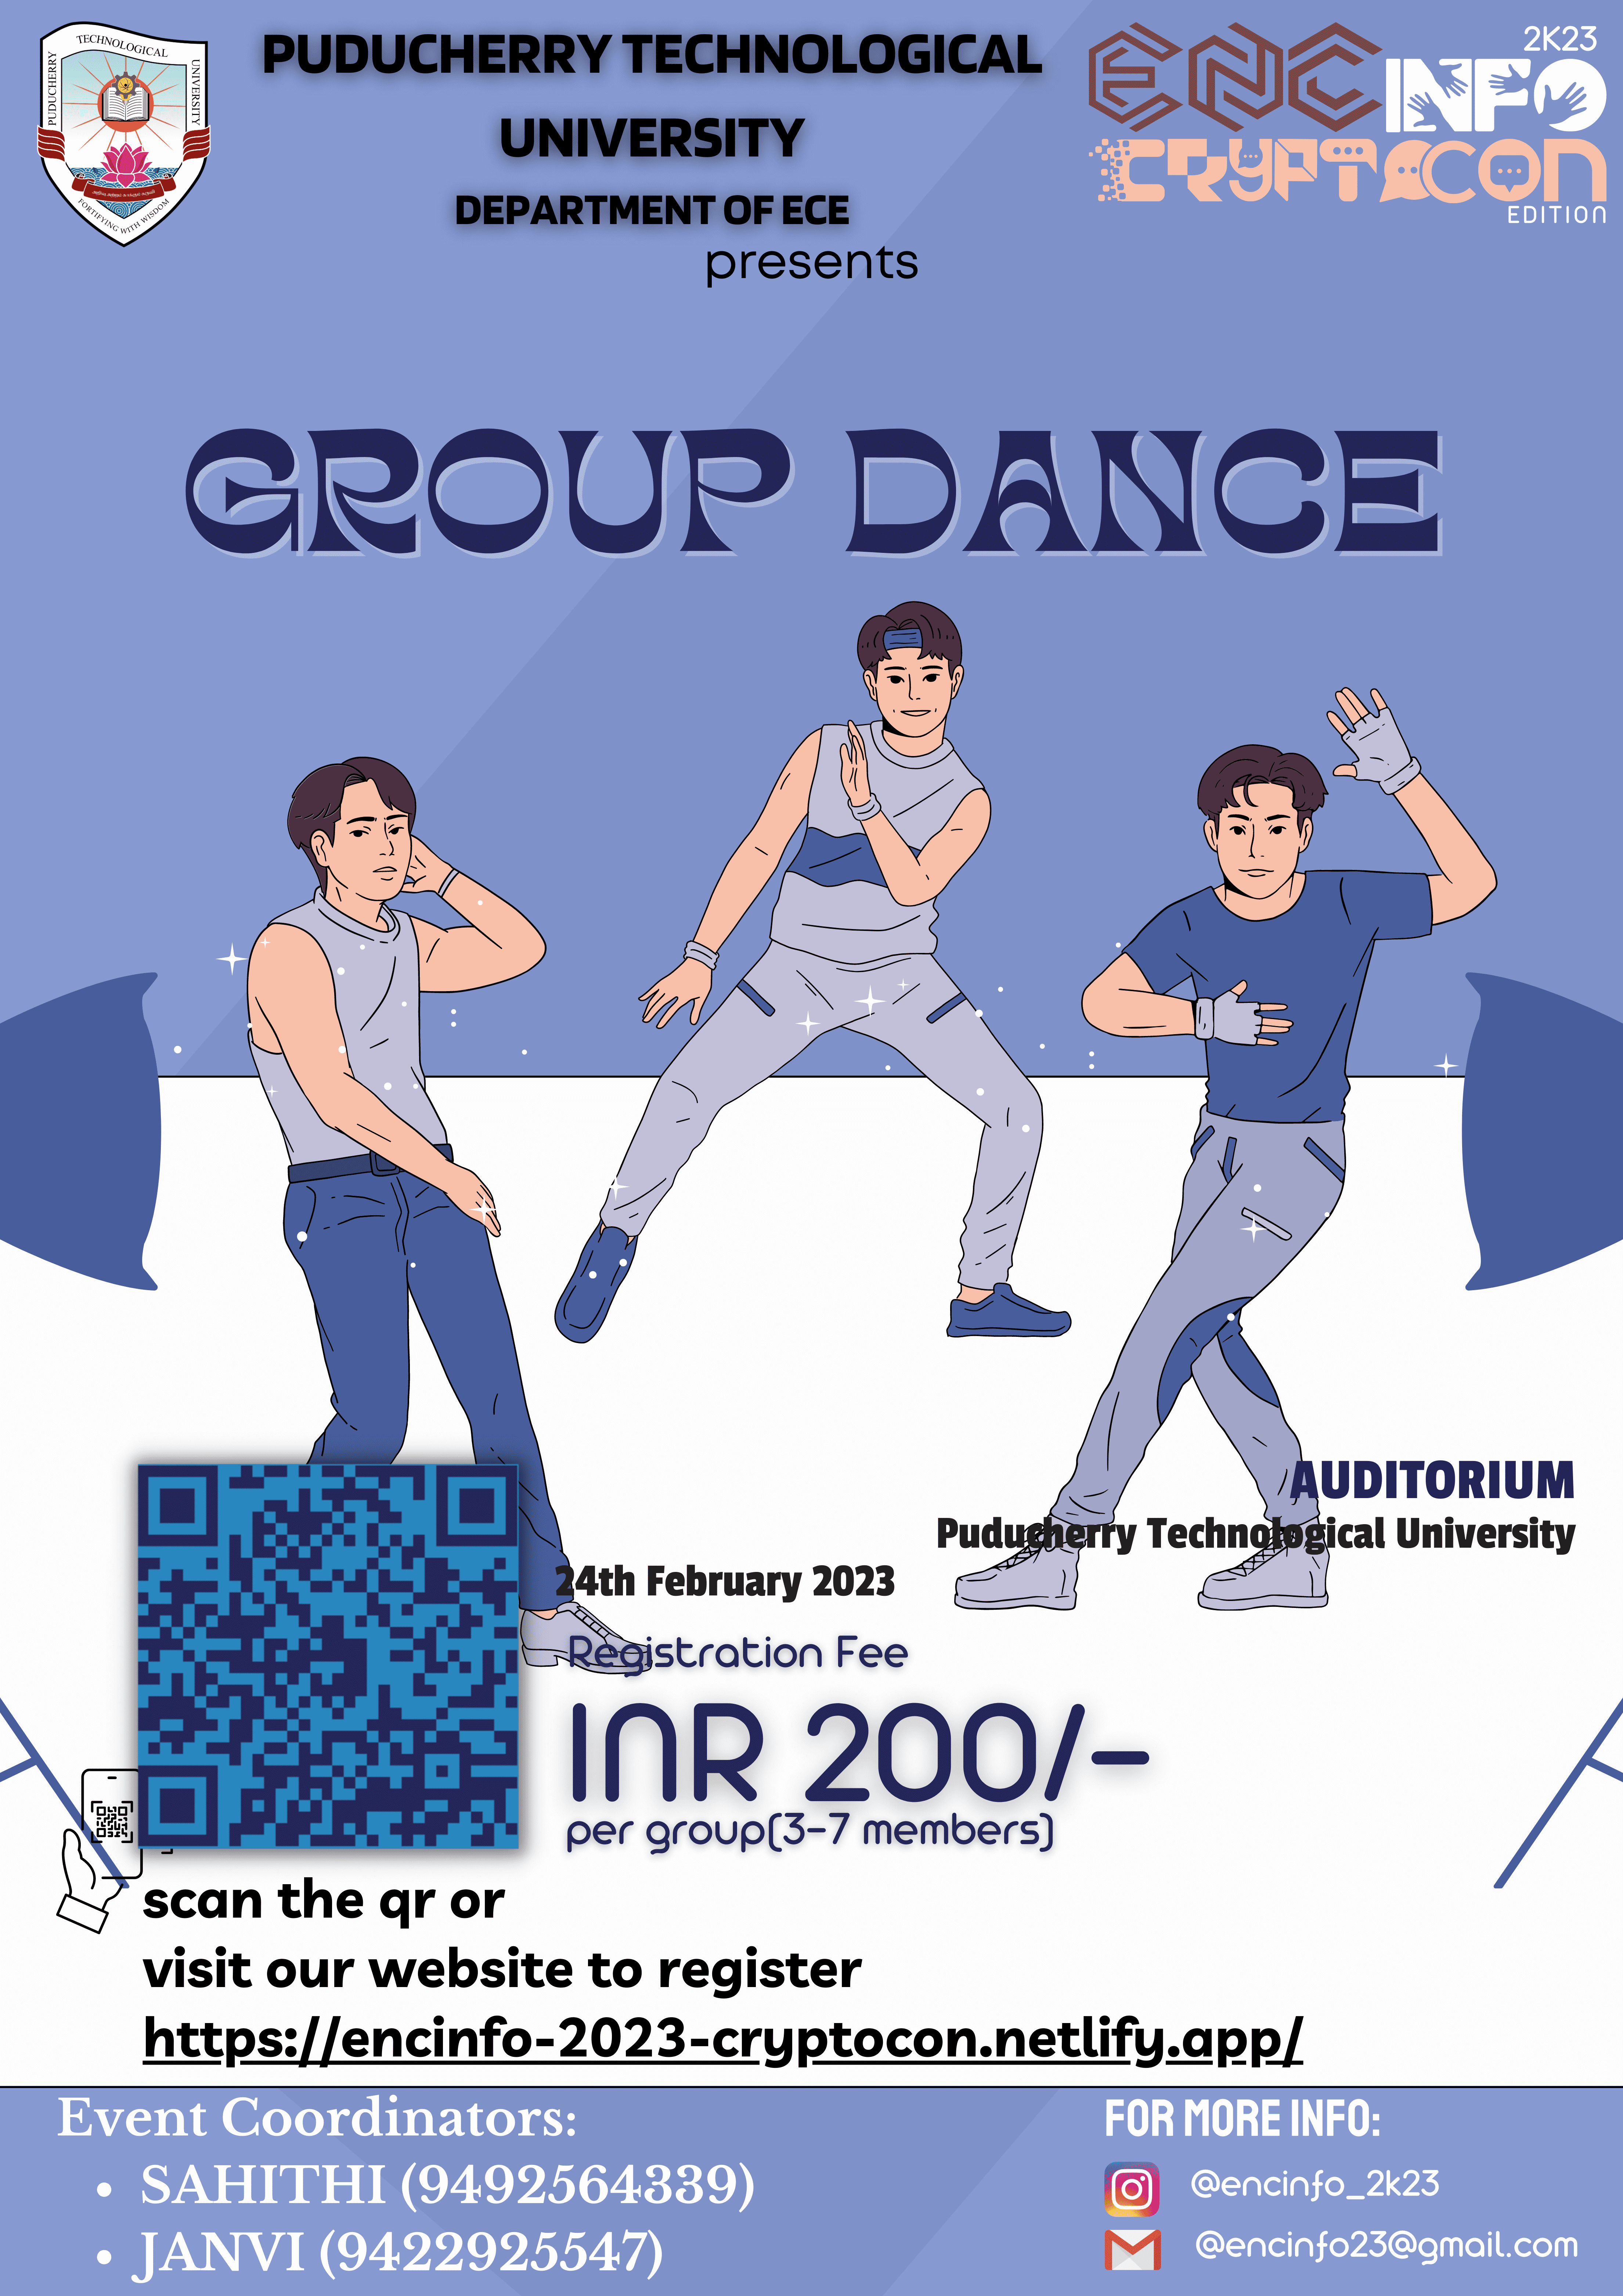 PUDUCHERRY TECHNOLOGICAL UNIVERSITY
FORTIFYING WITH WISDOM
PUDUCHERRY TECHNOLOGICAL
UNIVERSITY
DEPARTMENT OF ECE
presents
2K23
ENCINFO
CRYPTOCON
EDITION
GROUP DANCE
AUDITORIUM
Puducherry Technological University
24th February 2023
Registration Fee
INR 200/-
per group(3-7 members)
scan the qr or
visit our website to register
https://encinfo-2023-cryptocon.netlify.app/
Event Coordinators:
• SAHITHI (9492564339)
• JANVI (9422925547)
FOR MORE INFO:
@encinfo_2k23
@encinfo23@gmail.com